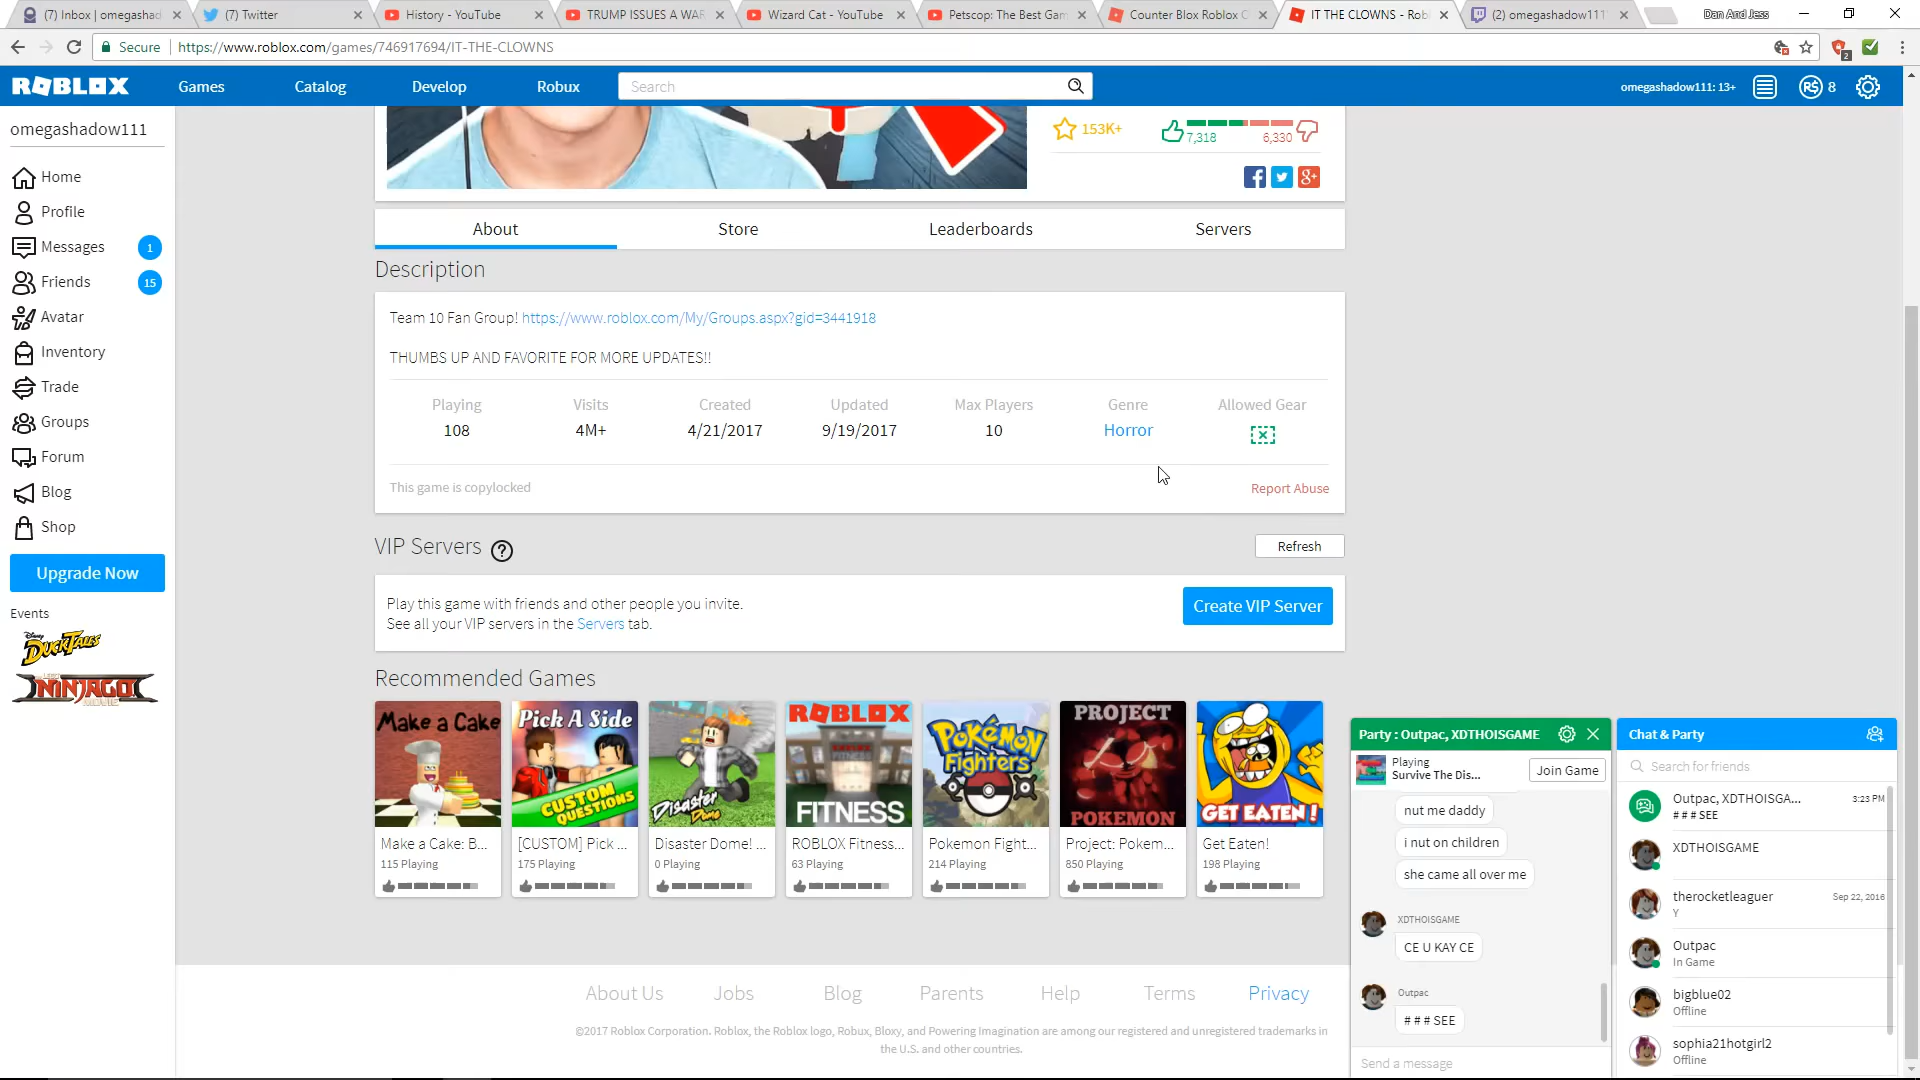 (7) Inbox | omegashad
(7) Twitter
History - YouTube
TRUMP ISSUES A WAR
Wizard Cat - YouTube
Petscop: The Best Gam
Counter Blox Roblox C
IT THE CLOWNS - Robl
(2) omegashadow111
Dan And Jess
Secure
https://www.roblox.com/games/746917694/IT-THE-CLOWNS
2
ROBLOX
Games
Catalog
Develop
Robux
Search
omegashadow111: 13+
R$ 8
omegashadow111
Home
Profile
Messages 1
Friends 15
Avatar
Inventory
Trade
Groups
Forum
Blog
Shop
Upgrade Now
Events
Disney
DUCKTALES
LEGO
NINJAGO
MOVIE
153K+
7,318
6,330
About
Store
Leaderboards
Servers
Description
Team 10 Fan Group! https://www.roblox.com/My/Groups.aspx?gid=3441918
THUMBS UP AND FAVORITE FOR MORE UPDATES!!
Playing Visits Created Updated Max Players Genre Allowed Gear
108 4M+ 4/21/2017 9/19/2017 10 Horror
This game is copylocked
Report Abuse
VIP Servers
Refresh
Play this game with friends and other people you invite.
See all your VIP servers in the Servers tab.
Create VIP Server
Recommended Games
Make a Cake
Make a Cake: B...
115 Playing
Pick A Side
CUSTOM QUESTIONS
[CUSTOM] Pick ...
175 Playing
Disaster Dome
Disaster Dome! ...
0 Playing
ROBLOX
FITNESS
ROBLOX Fitness...
63 Playing
Pokémon
Fighters
Pokemon Fight...
214 Playing
PROJECT
POKEMON
Project: Pokem...
850 Playing
GET EATEN!
Get Eaten!
198 Playing
About Us
Jobs
Blog
Parents
Help
Terms
Privacy
©2017 Roblox Corporation. Roblox, the Roblox logo, Robux, Bloxy, and Powering Imagination are among our registered and unregistered trademarks in
the U.S. and other countries.
Party : Outpac, XDTHOISGAME
Playing
Survive The Dis...
Join Game
nut me daddy
i nut on children
she came all over me
XDTHOISGAME
CE U KAY CE
Outpac
# # # SEE
Send a message
Chat & Party
Search for friends
Outpac, XDTHOISGA...
3:23 PM
# # # SEE
XDTHOISGAME
therocketleaguer
Sep 22, 2016
Y
Outpac
In Game
bigblue02
Offline
sophia21hotgirl2
Offline